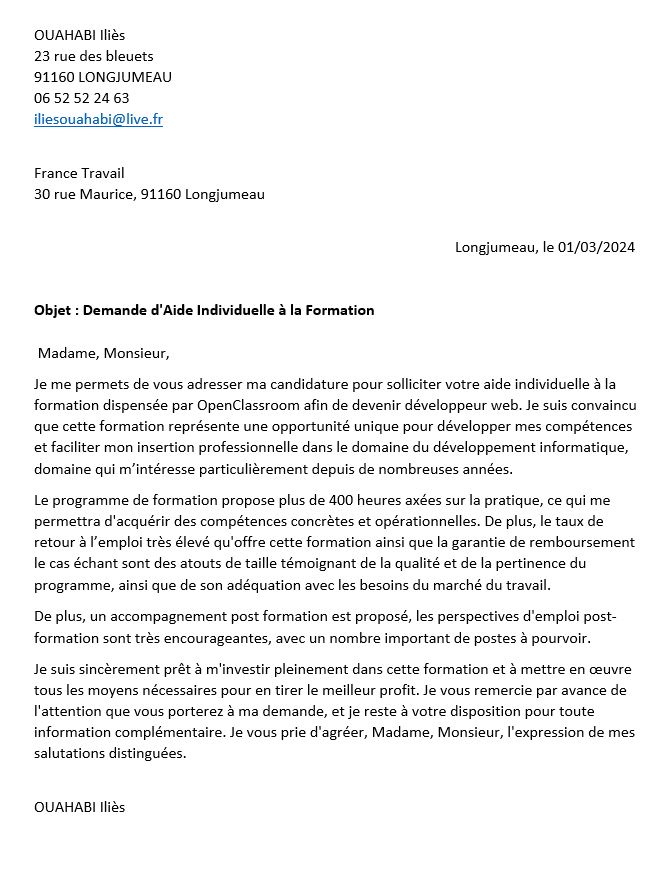 OUAHABI Iliès
23 rue des bleuets
91160 LONGJUMEAU
06 52 52 24 63
iliesouahabi@live.fr
France Travail
30 rue Maurice, 91160 Longjumeau
Longjumeau, le 01/03/2024
Objet : Demande d'Aide Individuelle à la Formation
Madame, Monsieur,
Je me permets de vous adresser ma candidature pour solliciter votre aide individuelle à la
formation dispensée par OpenClassroom afin de devenir développeur web. Je suis convaincu
que cette formation représente une opportunité unique pour développer mes compétences
et faciliter mon insertion professionnelle dans le domaine du développement informatique,
domaine qui m’intéresse particulièrement depuis de nombreuses années.
Le programme de formation propose plus de 400 heures axées sur la pratique, ce qui me
permettra d'acquérir des compétences concrètes et opérationnelles. De plus, le taux de
retour à l’emploi très élevé qu'offre cette formation ainsi que la garantie de remboursement
le cas échant sont des atouts de taille témoignant de la qualité et de la pertinence du
programme, ainsi que de son adéquation avec les besoins du marché du travail.
De plus, un accompagnement post formation est proposé, les perspectives d'emploi post-
formation sont très encourageantes, avec un nombre important de postes à pourvoir.
Je suis sincèrement prêt à m'investir pleinement dans cette formation et à mettre en œuvre
tous les moyens nécessaires pour en tirer le meilleur profit. Je vous remercie par avance de
l'attention que vous porterez à ma demande, et je reste à votre disposition pour toute
information complémentaire. Je vous prie d'agréer, Madame, Monsieur, l'expression de mes
salutations distinguées.
OUAHABI Iliès